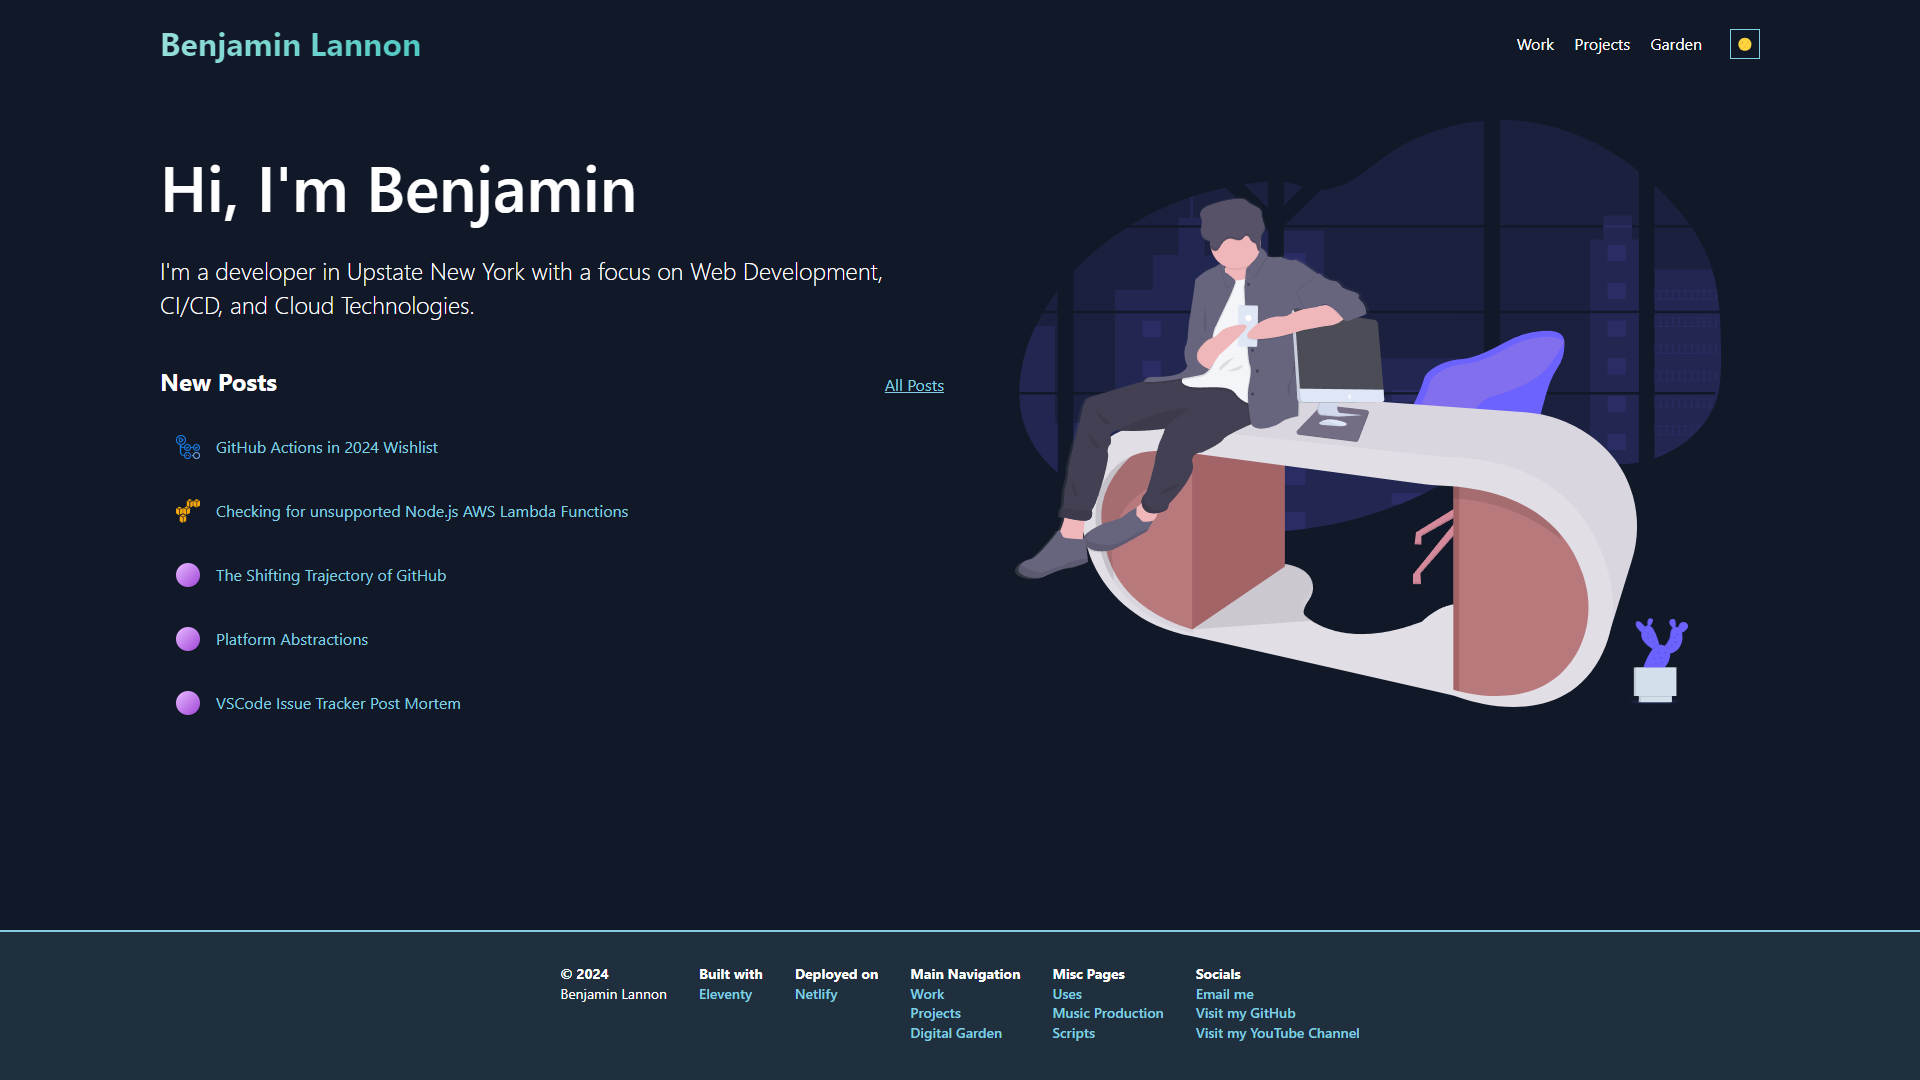 Benjamin Lannon
Work Projects Garden
Hi, I'm Benjamin
I'm a developer in Upstate New York with a focus on Web Development,
CI/CD, and Cloud Technologies.
New Posts
All Posts
GitHub Actions in 2024 Wishlist
Checking for unsupported Node.js AWS Lambda Functions
The Shifting Trajectory of GitHub
Platform Abstractions
VSCode Issue Tracker Post Mortem
© 2024
Benjamin Lannon
Built with
Eleventy
Deployed on
Netlify
Main Navigation
Work
Projects
Digital Garden
Misc Pages
Uses
Music Production
Scripts
Socials
Email me
Visit my GitHub
Visit my YouTube Channel